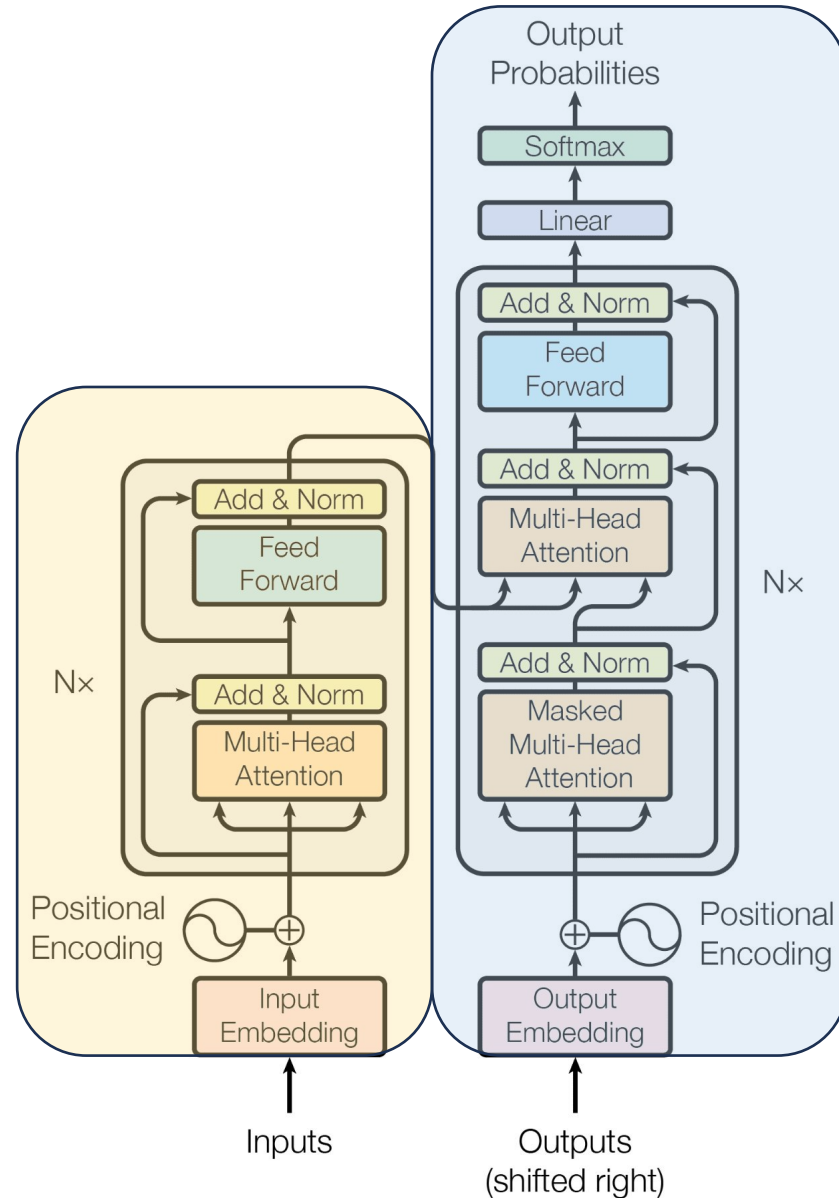 Output
Probabilities
Softmax
Linear
Add & Norm
Feed
Forward
Add & Norm
Multi-Head
Attention
Nx
Add & Norm
Masked
Multi-Head
Attention
Positional
Encoding
Output
Embedding
Outputs
(shifted right)
Add & Norm
Feed
Forward
Nx
Add & Norm
Multi-Head
Attention
Positional
Encoding
Input
Embedding
Inputs